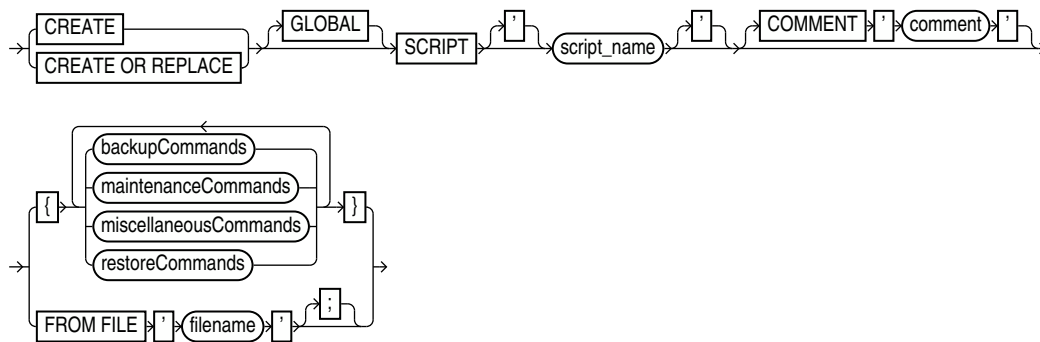 CREATE
CREATE OR REPLACE
GLOBAL
SCRIPT ' script_name '
COMMENT ' comment '
{
backupCommands
maintenanceCommands
miscellaneousCommands
restoreCommands
}
FROM FILE ' filename ' ;